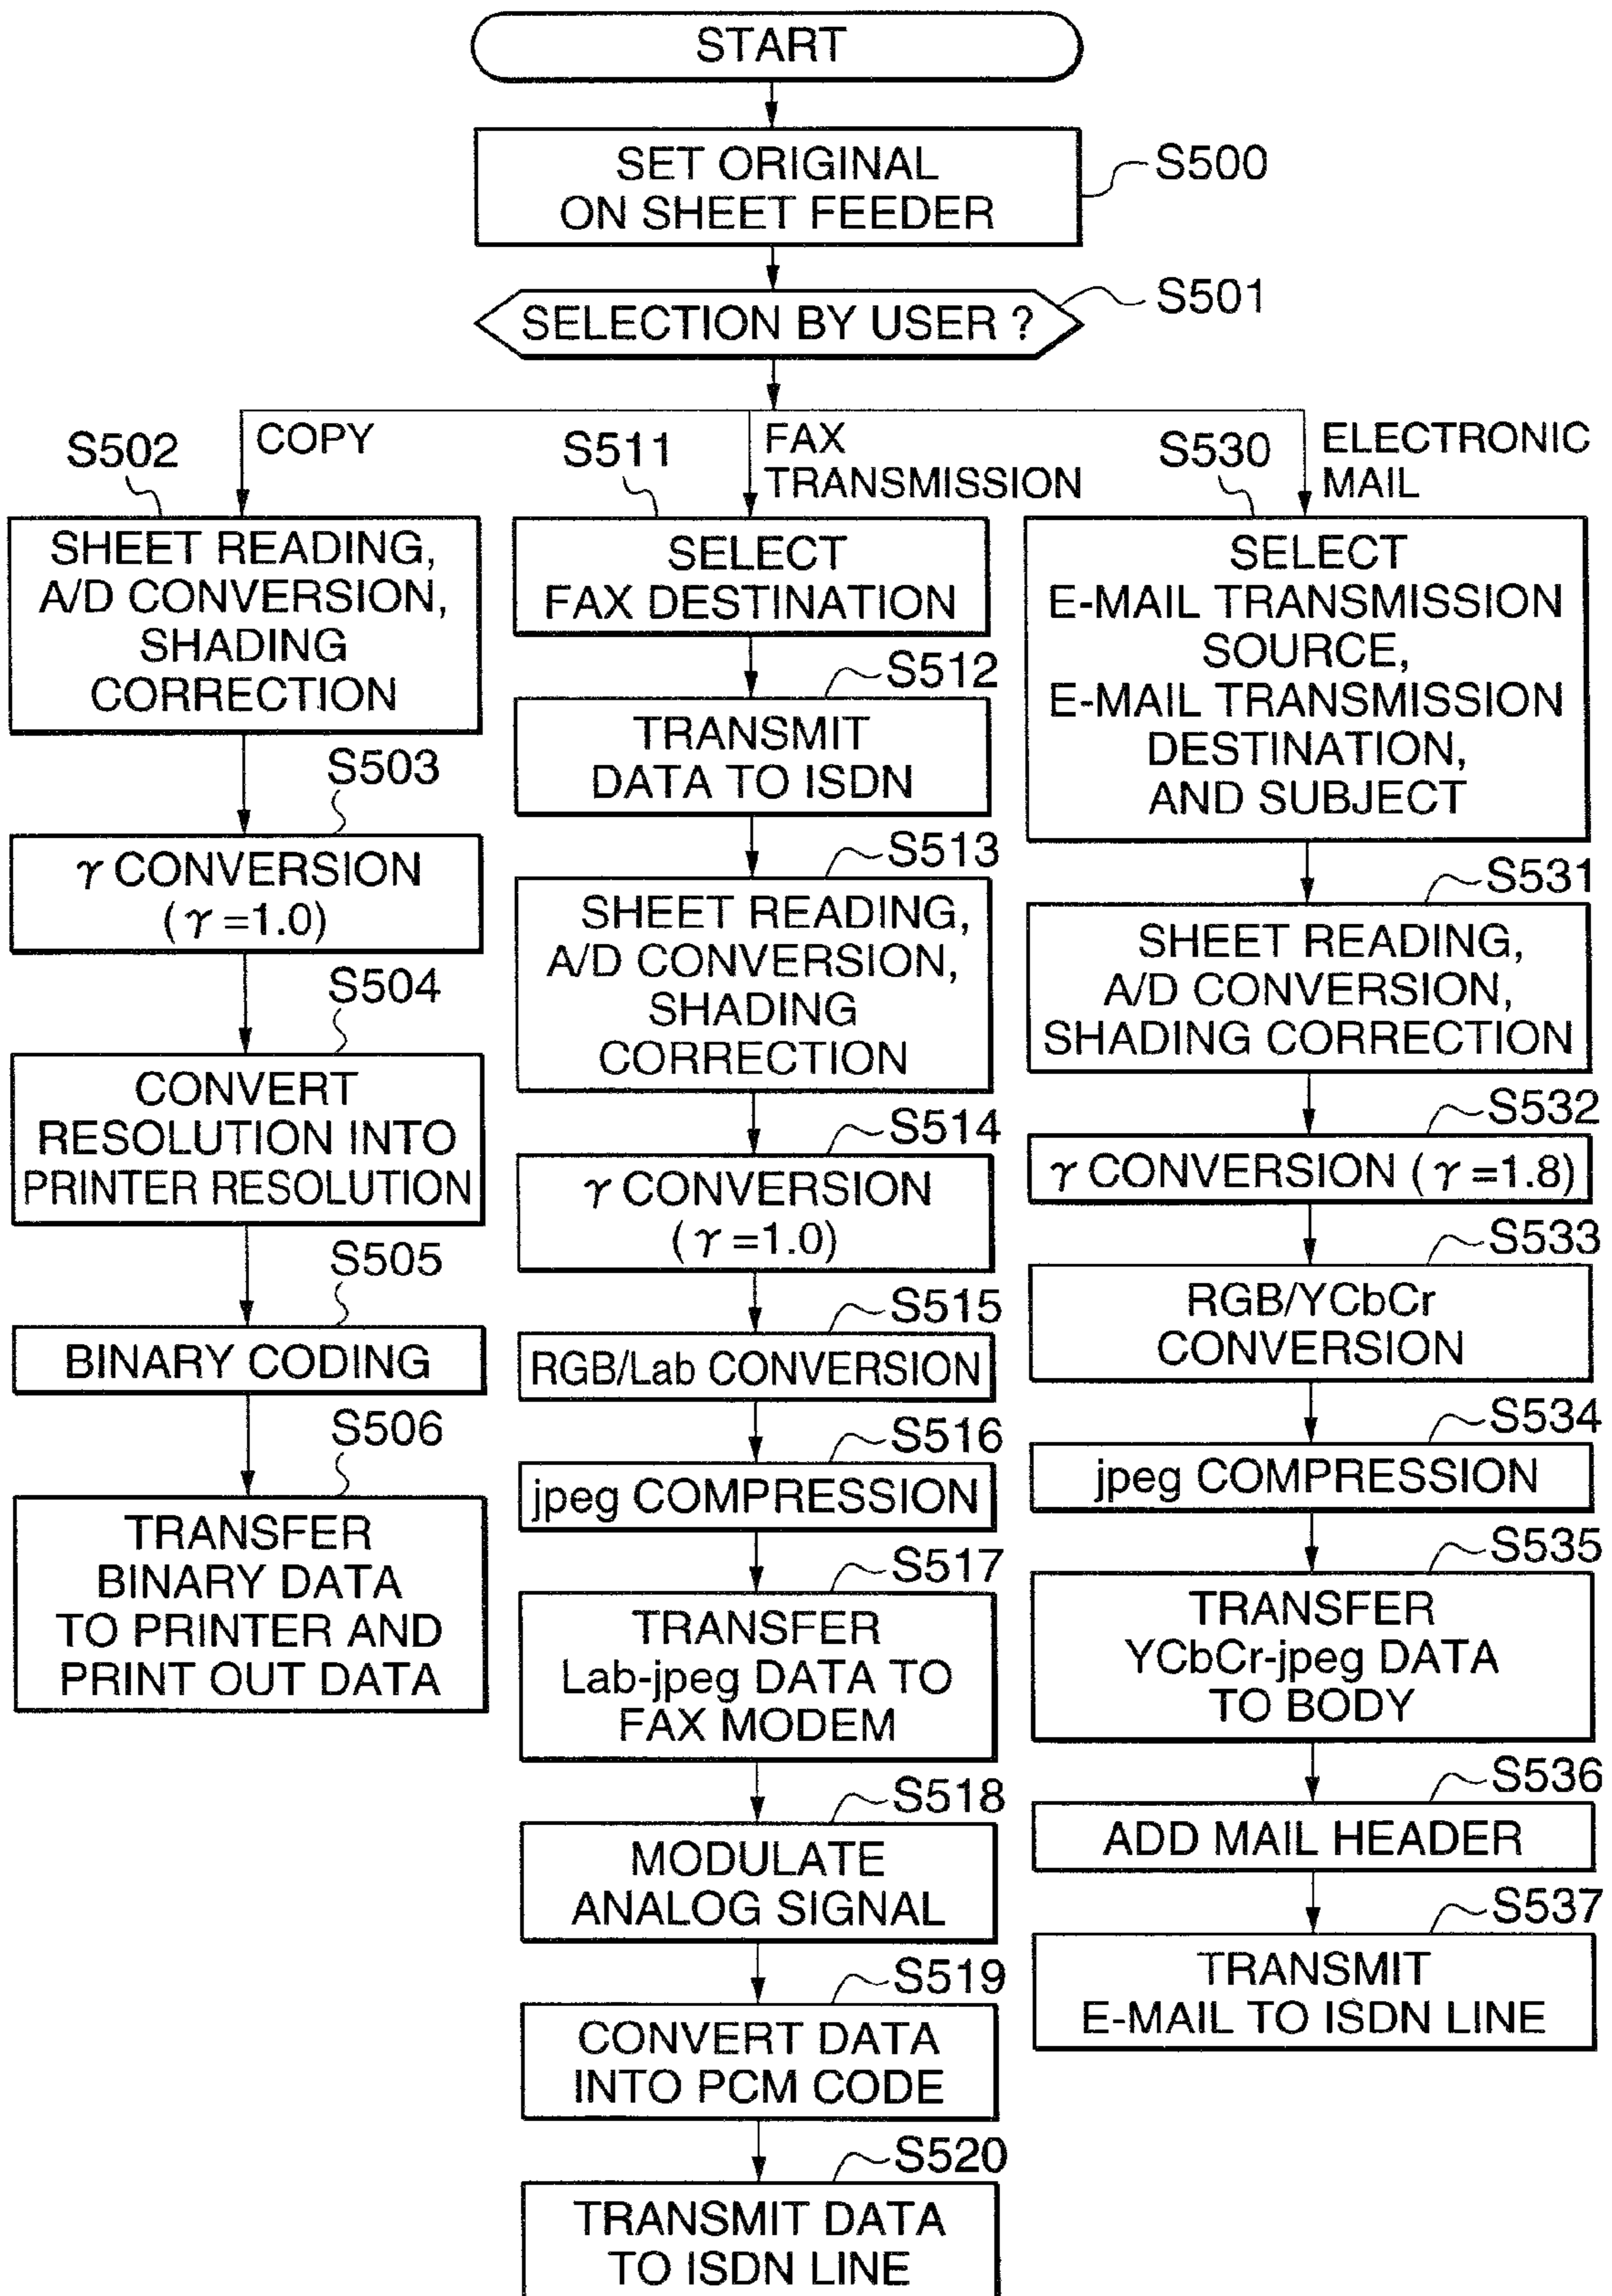 START
SET ORIGINAL
ON SHEET FEEDER
S500
SELECTION BY USER ?
S501
COPY
S502
SHEET READING,
A/D CONVERSION,
SHADING
CORRECTION
S503
γ CONVERSION
(γ=1.0)
S504
CONVERT
RESOLUTION INTO
PRINTER RESOLUTION
S505
BINARY CODING
S506
TRANSFER
BINARY DATA
TO PRINTER AND
PRINT OUT DATA
FAX
TRANSMISSION
S511
SELECT
FAX DESTINATION
S512
TRANSMIT
DATA TO ISDN
S513
SHEET READING,
A/D CONVERSION,
SHADING
CORRECTION
S514
γ CONVERSION
(γ=1.0)
S515
RGB/Lab CONVERSION
S516
jpeg COMPRESSION
S517
TRANSFER
Lab-jpeg DATA TO
FAX MODEM
S518
MODULATE
ANALOG SIGNAL
S519
CONVERT DATA
INTO PCM CODE
S520
TRANSMIT DATA
TO ISDN LINE
ELECTRONIC
MAIL
S530
SELECT
E-MAIL TRANSMISSION
SOURCE,
E-MAIL TRANSMISSION
DESTINATION,
AND SUBJECT
S531
SHEET READING,
A/D CONVERSION,
SHADING CORRECTION
S532
γ CONVERSION (γ=1.8)
S533
RGB/YCbCr
CONVERSION
S534
jpeg COMPRESSION
S535
TRANSFER
YCbCr-jpeg DATA
TO BODY
S536
ADD MAIL HEADER
S537
TRANSMIT
E-MAIL TO ISDN LINE